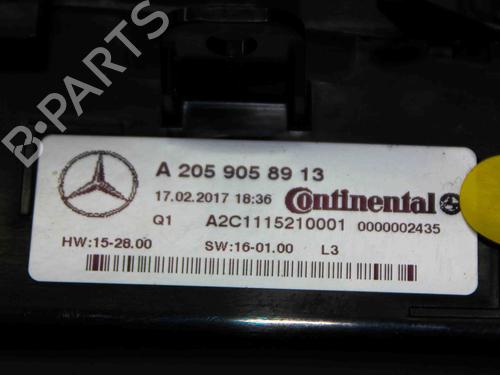 B-PARTS
A 205 905 89 13
17.02.2017 18:36 Continental
Q1 A2C1115210001 0000002435
HW:15-28.00 SW:16-01.00 L3